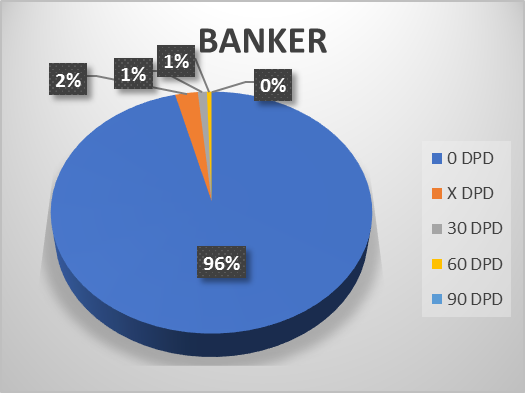 BANKER
2%
1%
1%
0%
96%
0 DPD
X DPD
30 DPD
60 DPD
90 DPD